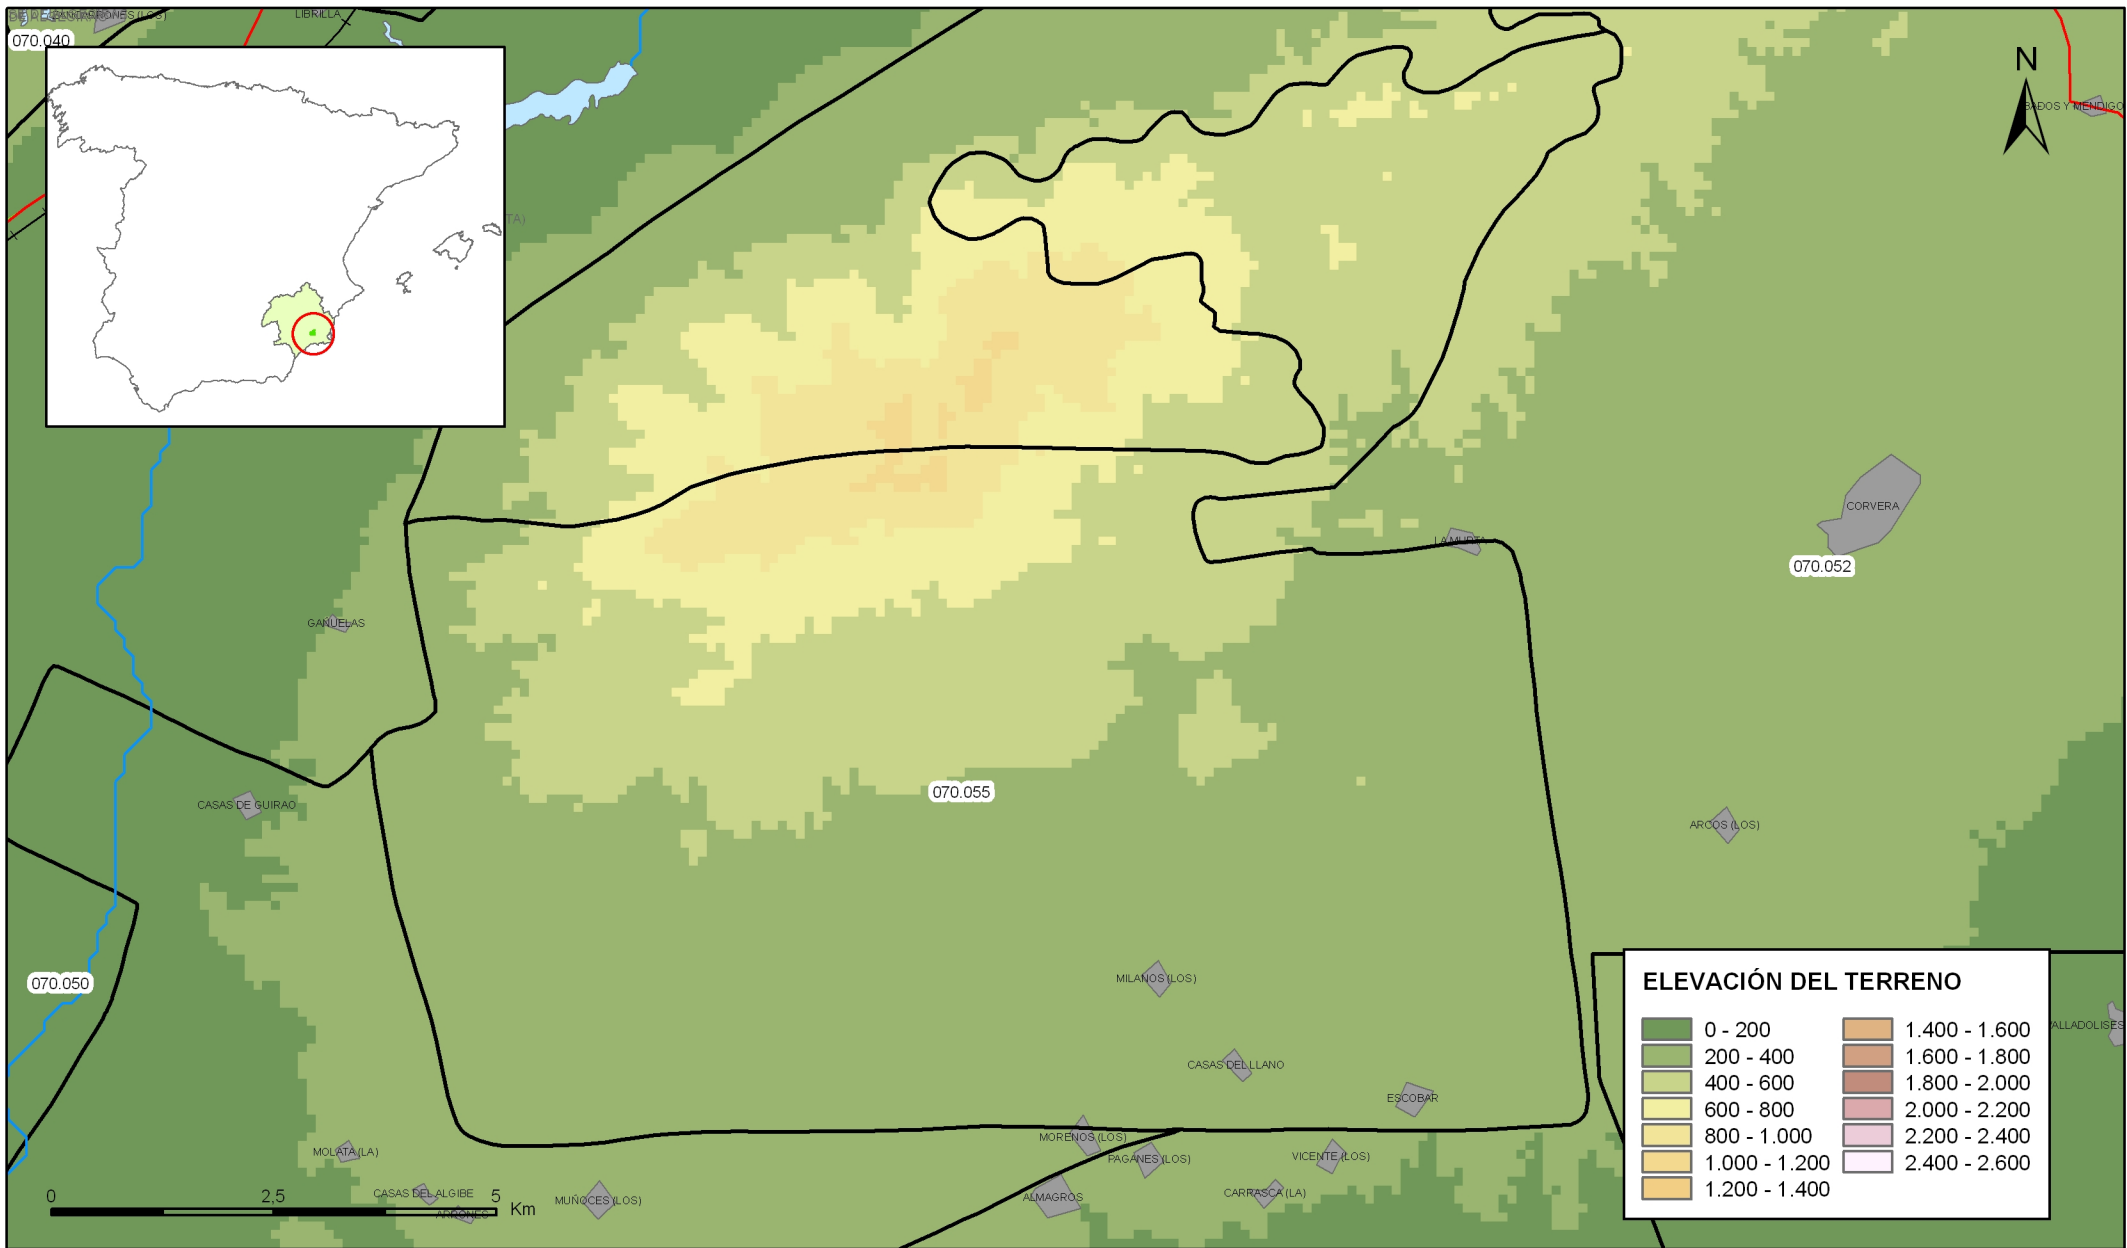 LIBRILLA
070.040
N
CORVERA
070.052
LA MURTA
GAÑUELAS
CASAS DE GUIRAO
070.055
ARCOS (LOS)
070.050
MILANOS (LOS)
CASAS DEL LLANO
ESCOBAR
MORENOS (LOS)
PAGANES (LOS)
VICENTE (LOS)
MOLATA (LA)
CASAS DEL ALGIBE
MUÑOCES (LOS)
ALMAGROS
CARRASCA (LA)
VALLADOLISES
0 2,5 5 Km
ELEVACIÓN DEL TERRENO
0 - 200
200 - 400
400 - 600
600 - 800
800 - 1.000
1.000 - 1.200
1.200 - 1.400
1.400 - 1.600
1.600 - 1.800
1.800 - 2.000
2.000 - 2.200
2.200 - 2.400
2.400 - 2.600